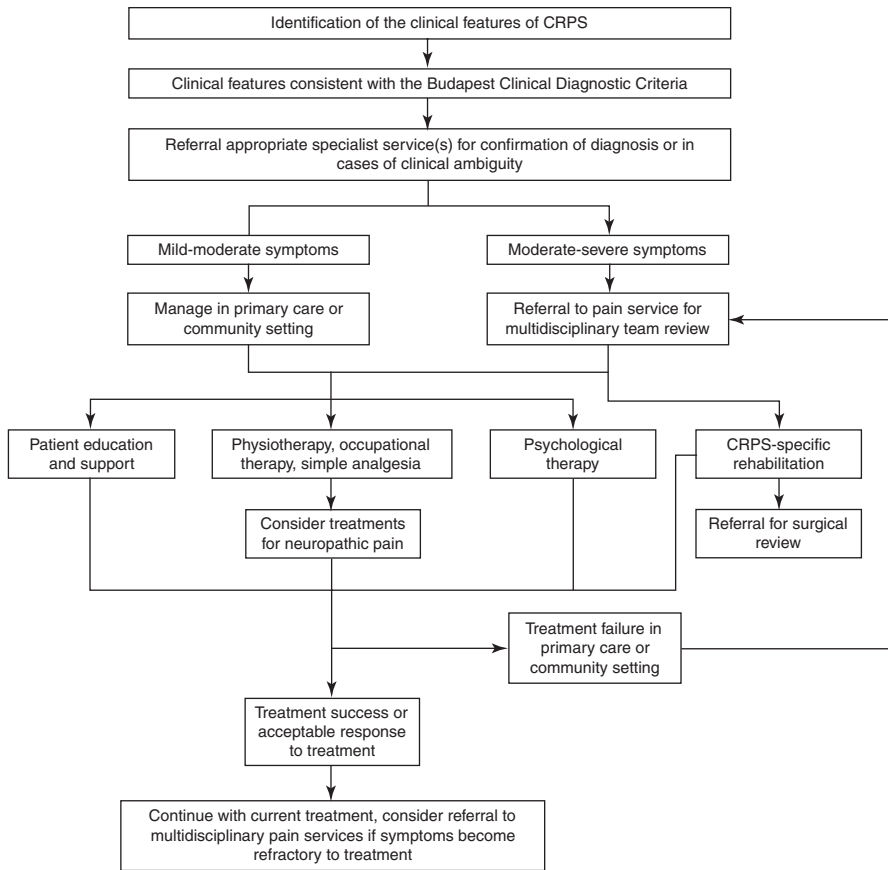 Identification of the clinical features of CRPS
Clinical features consistent with the Budapest Clinical Diagnostic Criteria
Referral appropriate specialist service(s) for confirmation of diagnosis or in
cases of clinical ambiguity
Mild-moderate symptoms
Moderate-severe symptoms
Manage in primary care or
community setting
Referral to pain service for
multidisciplinary team review
Patient education
and support
Physiotherapy, occupational
therapy, simple analgesia
Psychological
therapy
CRPS-specific
rehabilitation
Consider treatments
for neuropathic pain
Referral for surgical
review
Treatment failure in
primary care or
community setting
Treatment success or
acceptable response
to treatment
Continue with current treatment, consider referral to
multidisciplinary pain services if symptoms become
refractory to treatment